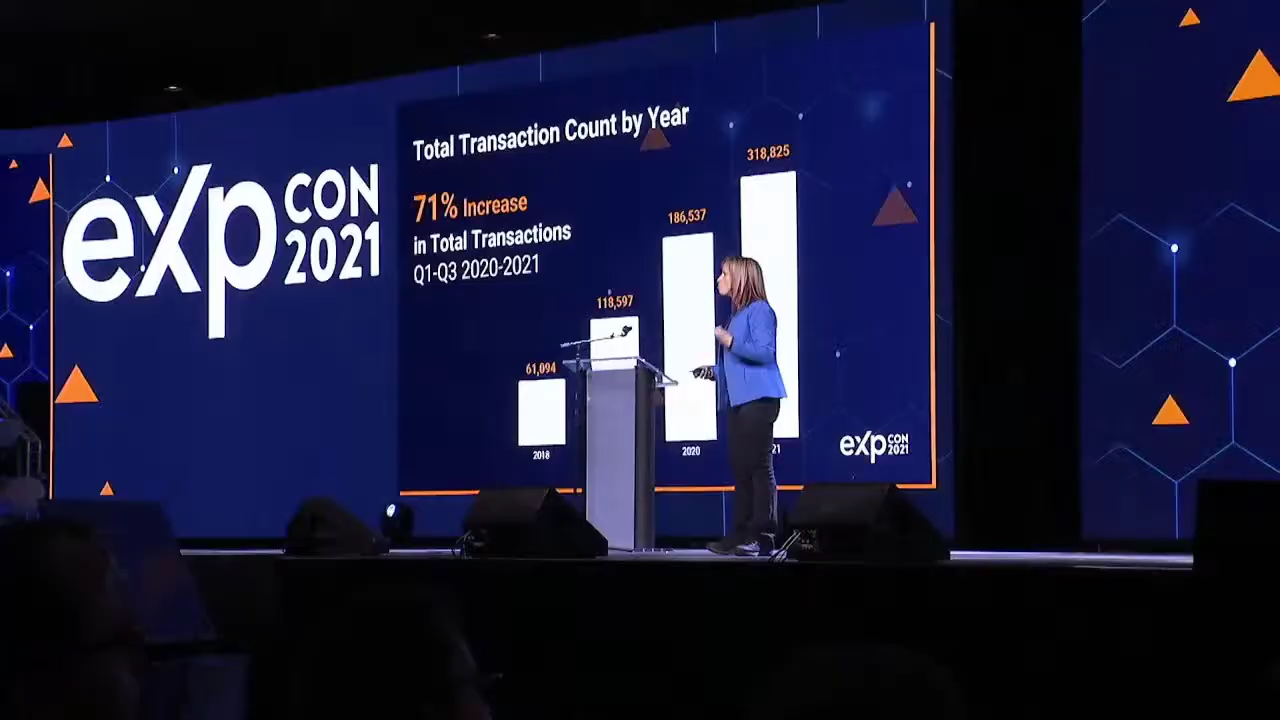 exp CON
2021
Total Transaction Count by Year
71% Increase
in Total Transactions
Q1-Q3 2020-2021
61,094
118,597
186,537
318,825
2018
2020
21
exp CON
2021